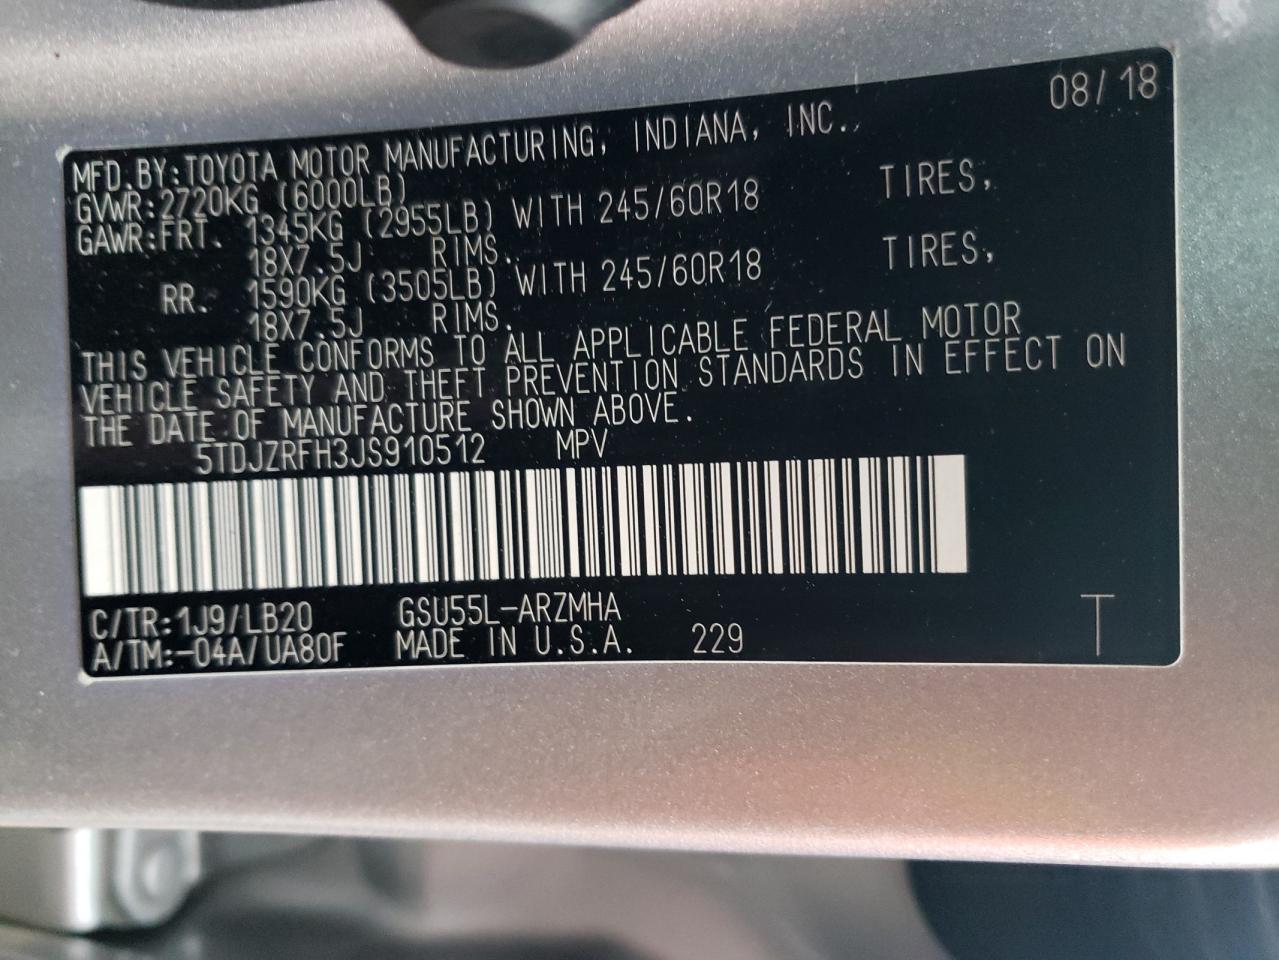 08/18
MFD.BY:TOYOTA MOTOR MANUFACTURING, INDIANA, INC.,
GVWR:2720KG (6000LB)
GAWR:FRT. 1345KG (2955LB) WITH 245/60R18 TIRES,
18X7.5J RIMS.
RR. 1590KG (3505LB) WITH 245/60R18 TIRES,
18X7.5J RIMS.
THIS VEHICLE CONFORMS TO ALL APPLICABLE FEDERAL MOTOR
VEHICLE SAFETY AND THEFT PREVENTION STANDARDS IN EFFECT ON
THE DATE OF MANUFACTURE SHOWN ABOVE.
5TDJZRFH3JS910512 MPV
C/TR:1J9/LB20 GSU55L-ARZMHA
A/TM:-04A/UA80F MADE IN U.S.A. 229 T